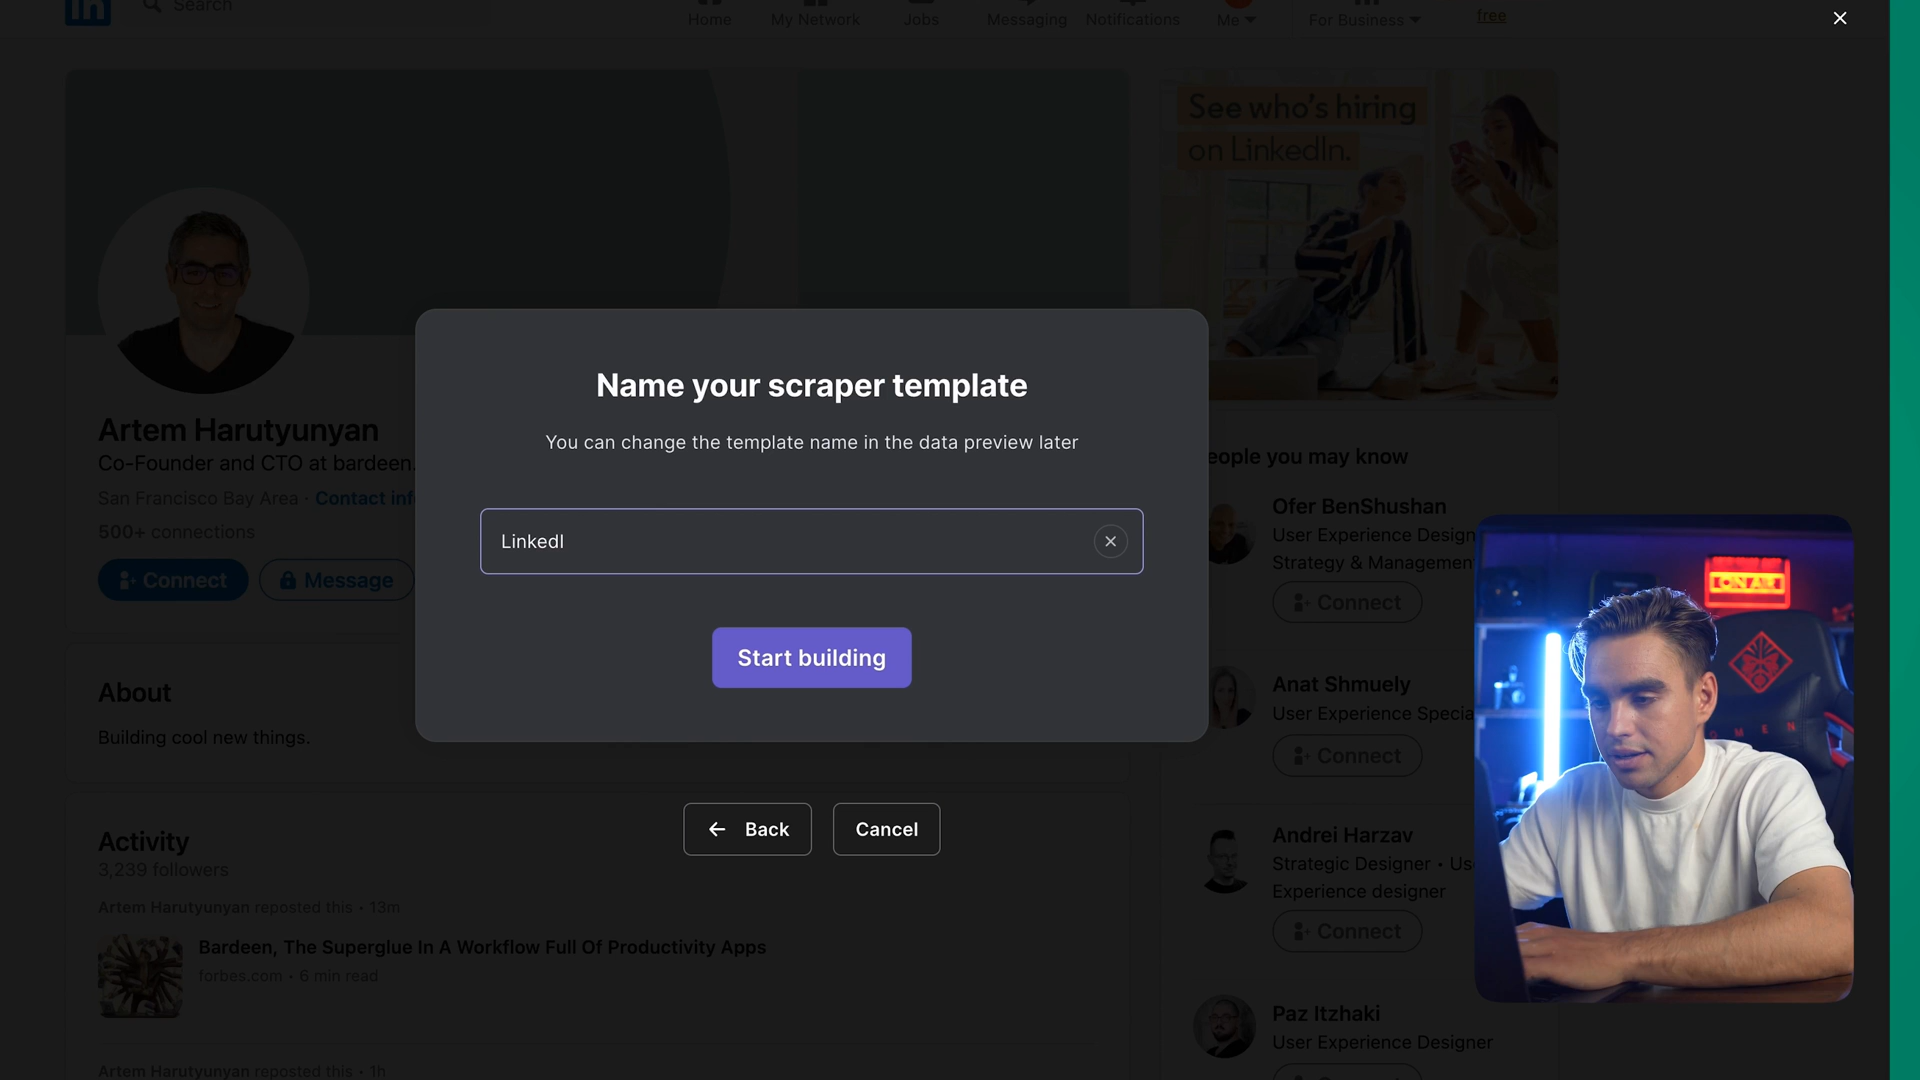 in
Search
Home
My Network
Jobs
Messaging
Notifications
Me
For Business
free
See who's hiring
on LinkedIn.
Artem Harutyunyan
Co-Founder and CTO at bardeen.
San Francisco Bay Area · Contact info
500+ connections
Connect
Message
Name your scraper template
You can change the template name in the data preview later
LinkedI
Start building
Back
Cancel
About
Building cool new things.
Activity
3,239 followers
Artem Harutyunyan reposted this • 13m
Bardeen, The Superglue In A Workflow Full Of Productivity Apps
forbes.com • 6 min read
Artem Harutyunyan reposted this • 1h
eople you may know
Ofer BenShushan
User Experience Design
Strategy & Managemen
Connect
Anat Shmuely
User Experience Specia
Connect
Andrei Harzav
Strategic Designer • Us
Experience designer
Connect
Paz Itzhaki
User Experience Designer
ON AIR
OMEN